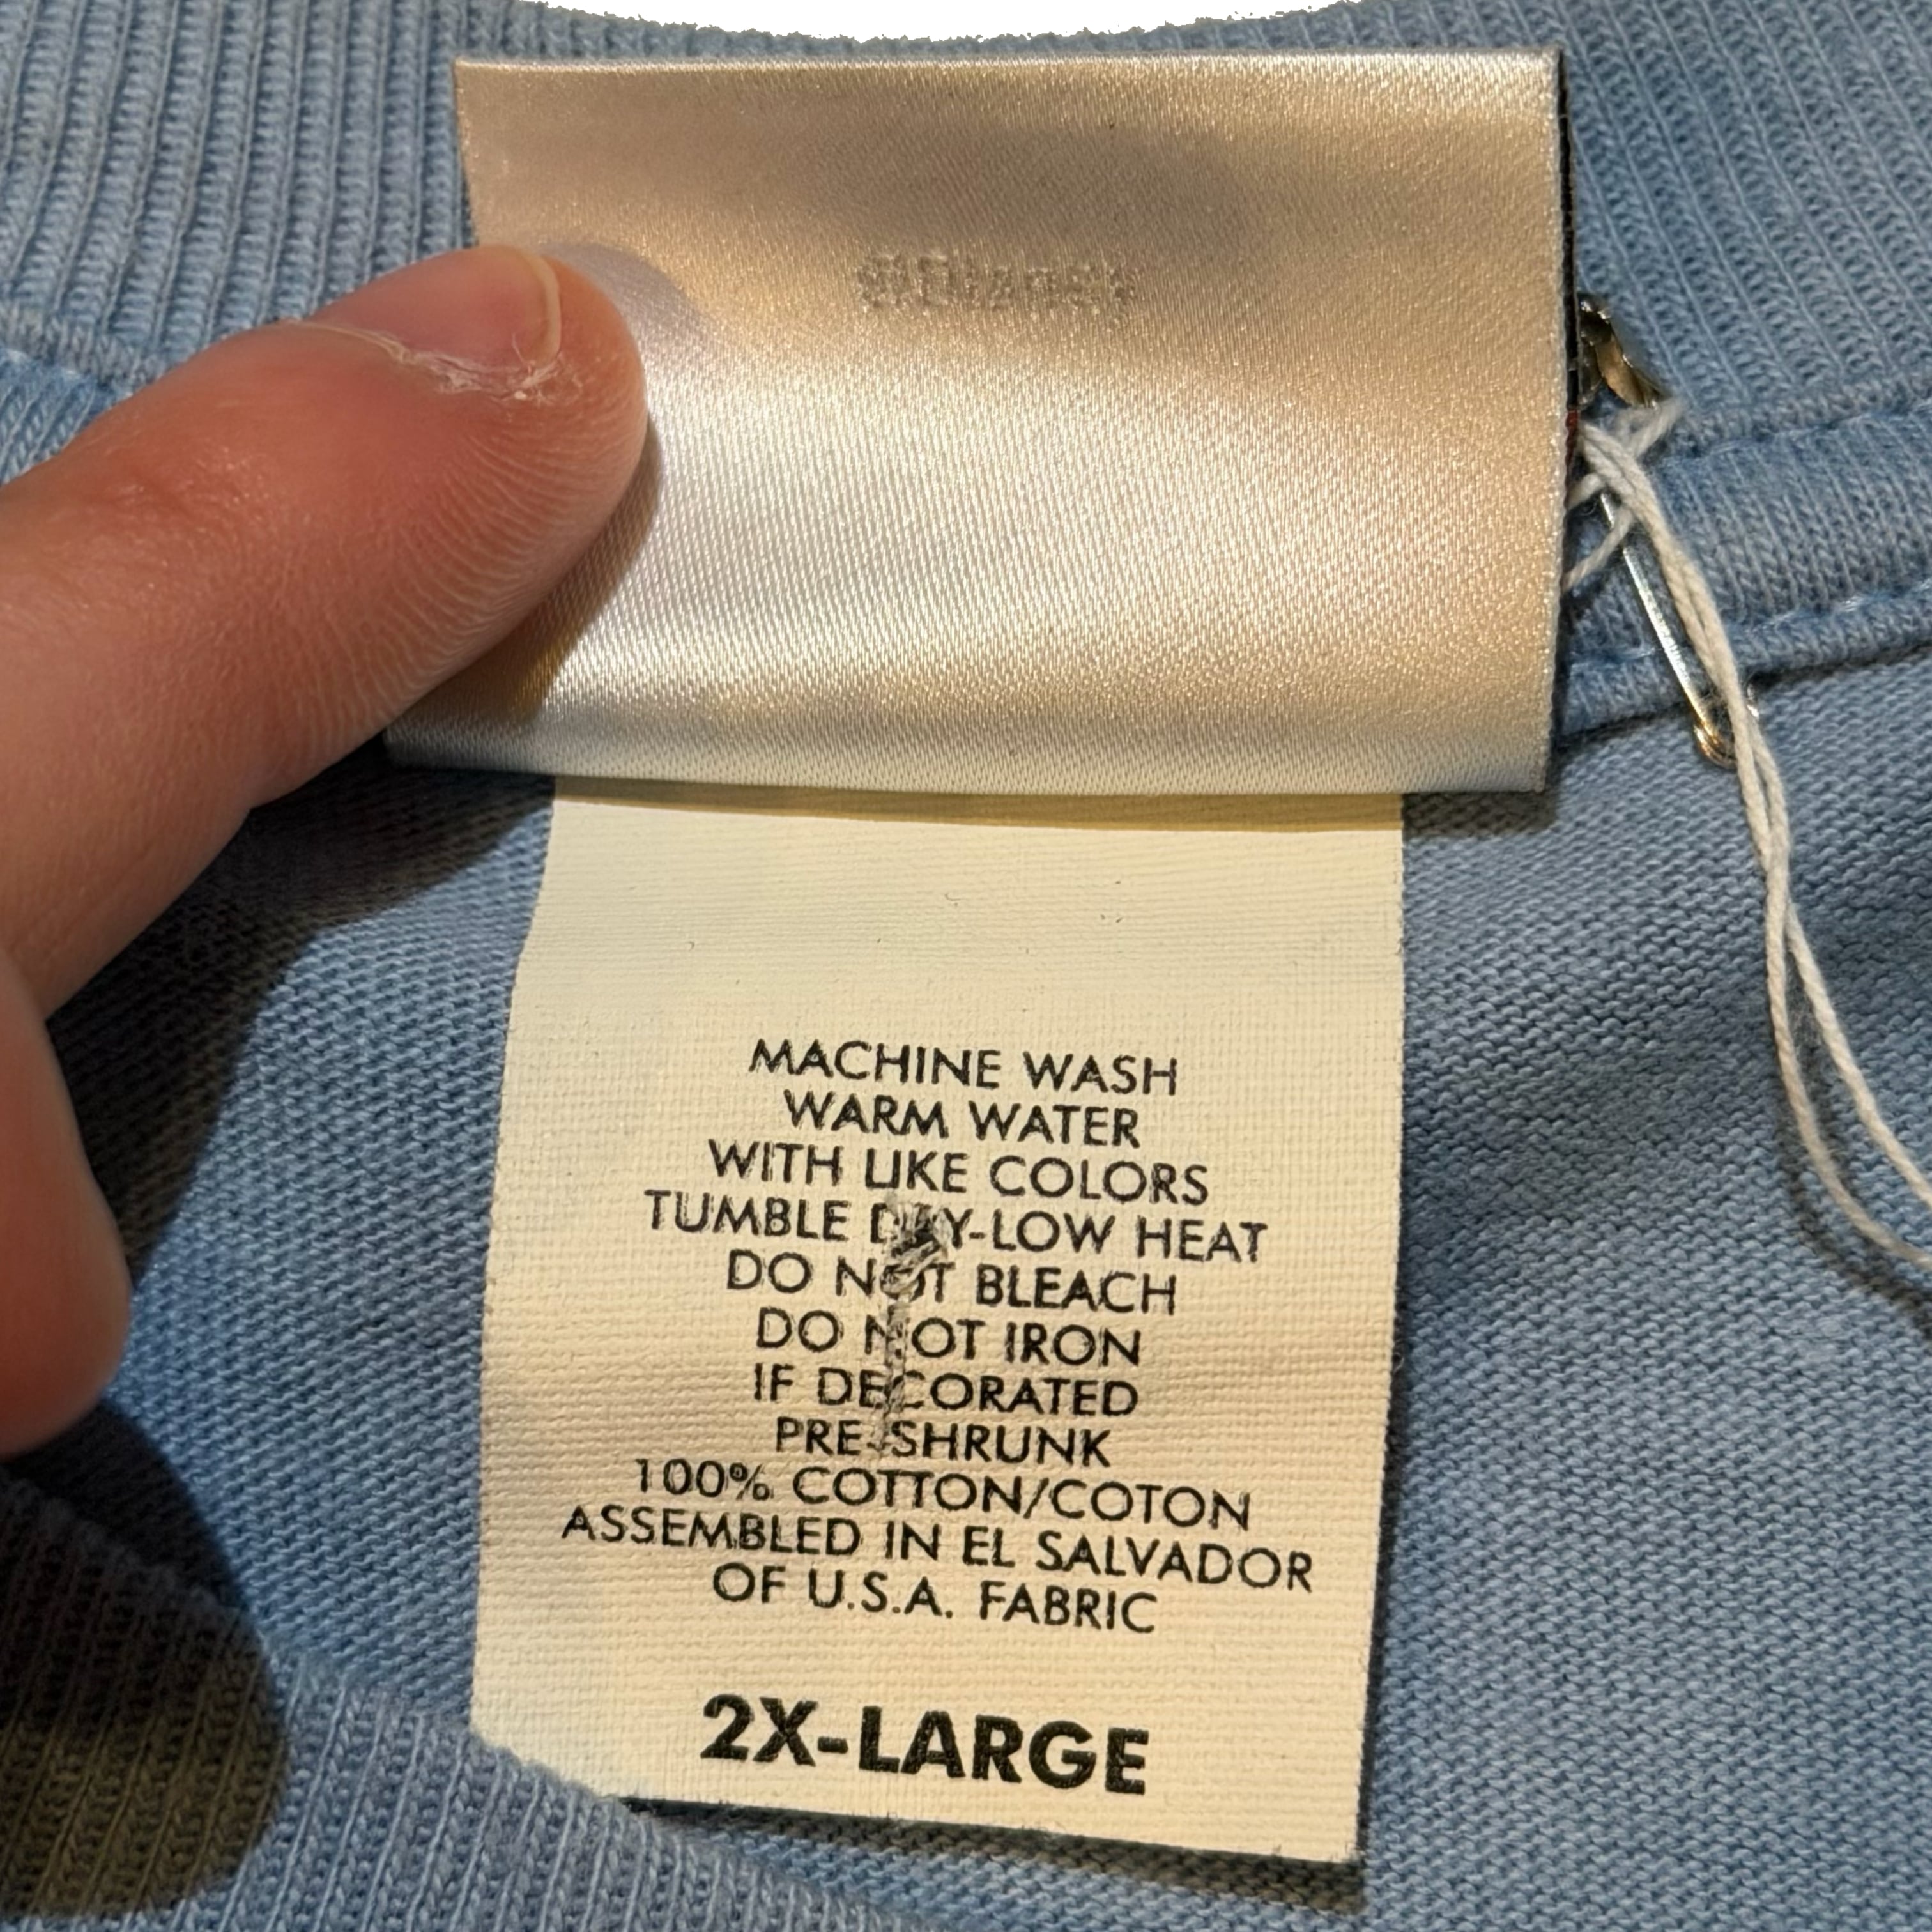 MACHINE WASH
WARM WATER
WITH LIKE COLORS
TUMBLE DRY-LOW HEAT
DO NOT BLEACH
DO NOT IRON
IF DECORATED
PRE-SHRUNK
100% COTTON/COTON
ASSEMBLED IN EL SALVADOR
OF U.S.A. FABRIC
2X-LARGE